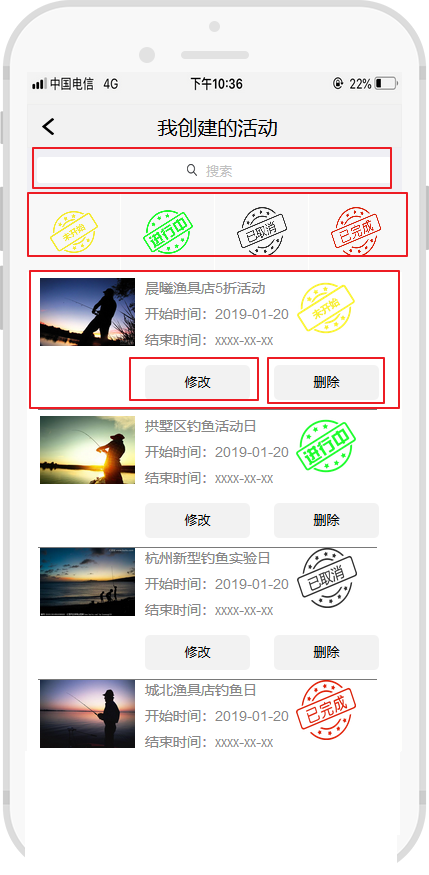 中国电信 4G 下午10:36 22%
我创建的活动
搜索
未开始 进行中 已取消 已完成
晨曦渔具店5折活动
未开始
开始时间：2019-01-20
结束时间：xxxx-xx-xx
修改 删除
拱墅区钓鱼活动日
进行中
开始时间：2019-01-20
结束时间：xxxx-xx-xx
修改 删除
杭州新型钓鱼实验日
已取消
开始时间：2019-01-20
结束时间：xxxx-xx-xx
修改 删除
城北渔具店钓鱼日
已完成
开始时间：2019-01-20
结束时间：xxxx-xx-xx